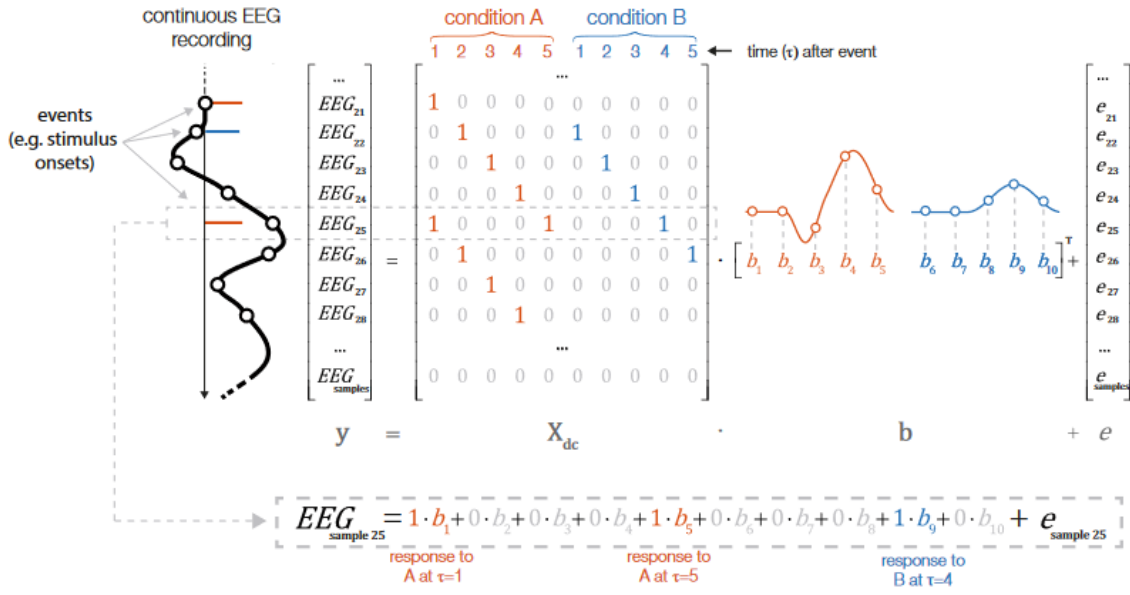 continuous EEG
recording
condition A condition B
1 2 3 4 5 1 2 3 4 5 time (τ) after event
events
(e.g. stimulus
onsets)
... ... ...
EEG21 1 0 0 0 0 0 0 0 0 0 e21
EEG22 0 1 0 0 0 1 0 0 0 0 e22
EEG23 0 0 1 0 0 0 1 0 0 0 e23
EEG24 0 0 0 1 0 0 0 1 0 0 e24
EEG25 1 0 0 0 1 0 0 0 1 0 e25
EEG26 = 0 1 0 0 0 0 0 0 0 1 · [b1 b2 b3 b4 b5 b6 b7 b8 b9 b10]T + e26
EEG27 0 0 1 0 0 0 0 0 0 0 e27
EEG28 0 0 0 1 0 0 0 0 0 0 e28
... ... ...
EEGsamples 0 0 0 0 0 0 0 0 0 0 esamples
y = Xdc · b + e
EEGsample 25 = 1 · b1 + 0 · b2 + 0 · b3 + 0 · b4 + 1 · b5 + 0 · b6 + 0 · b7 + 0 · b8 + 1 · b9 + 0 · b10 + esample 25
response to response to response to
A at τ=1 A at τ=5 B at τ=4